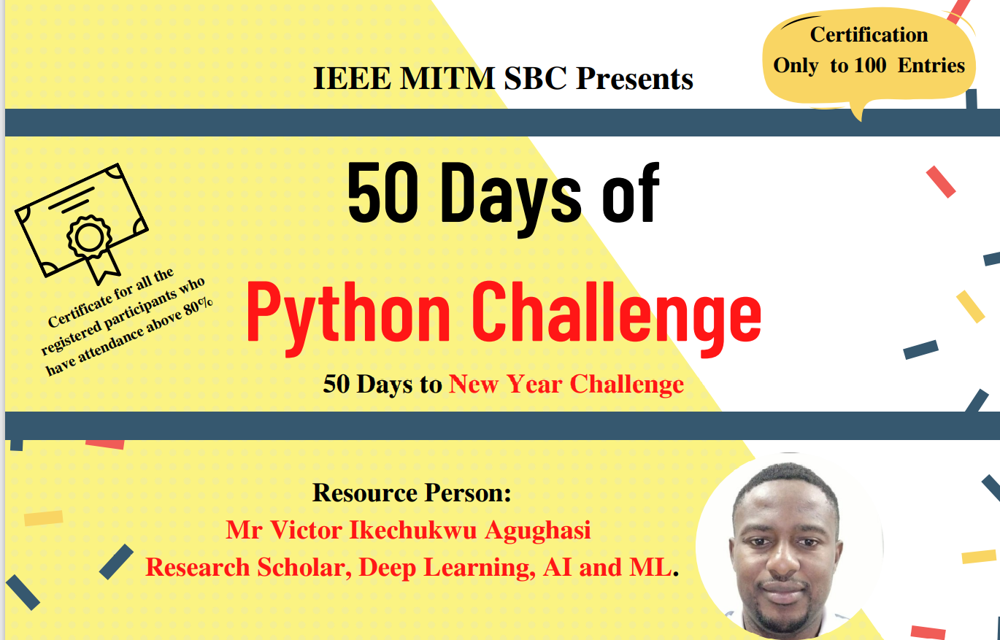 Certification
Only to 100 Entries
IEEE MITM SBC Presents
50 Days of
Python Challenge
50 Days to New Year Challenge
Certificate for all the
registered participants who
have attendance above 80%
Resource Person:
Mr Victor Ikechukwu Agughasi
Research Scholar, Deep Learning, AI and ML.